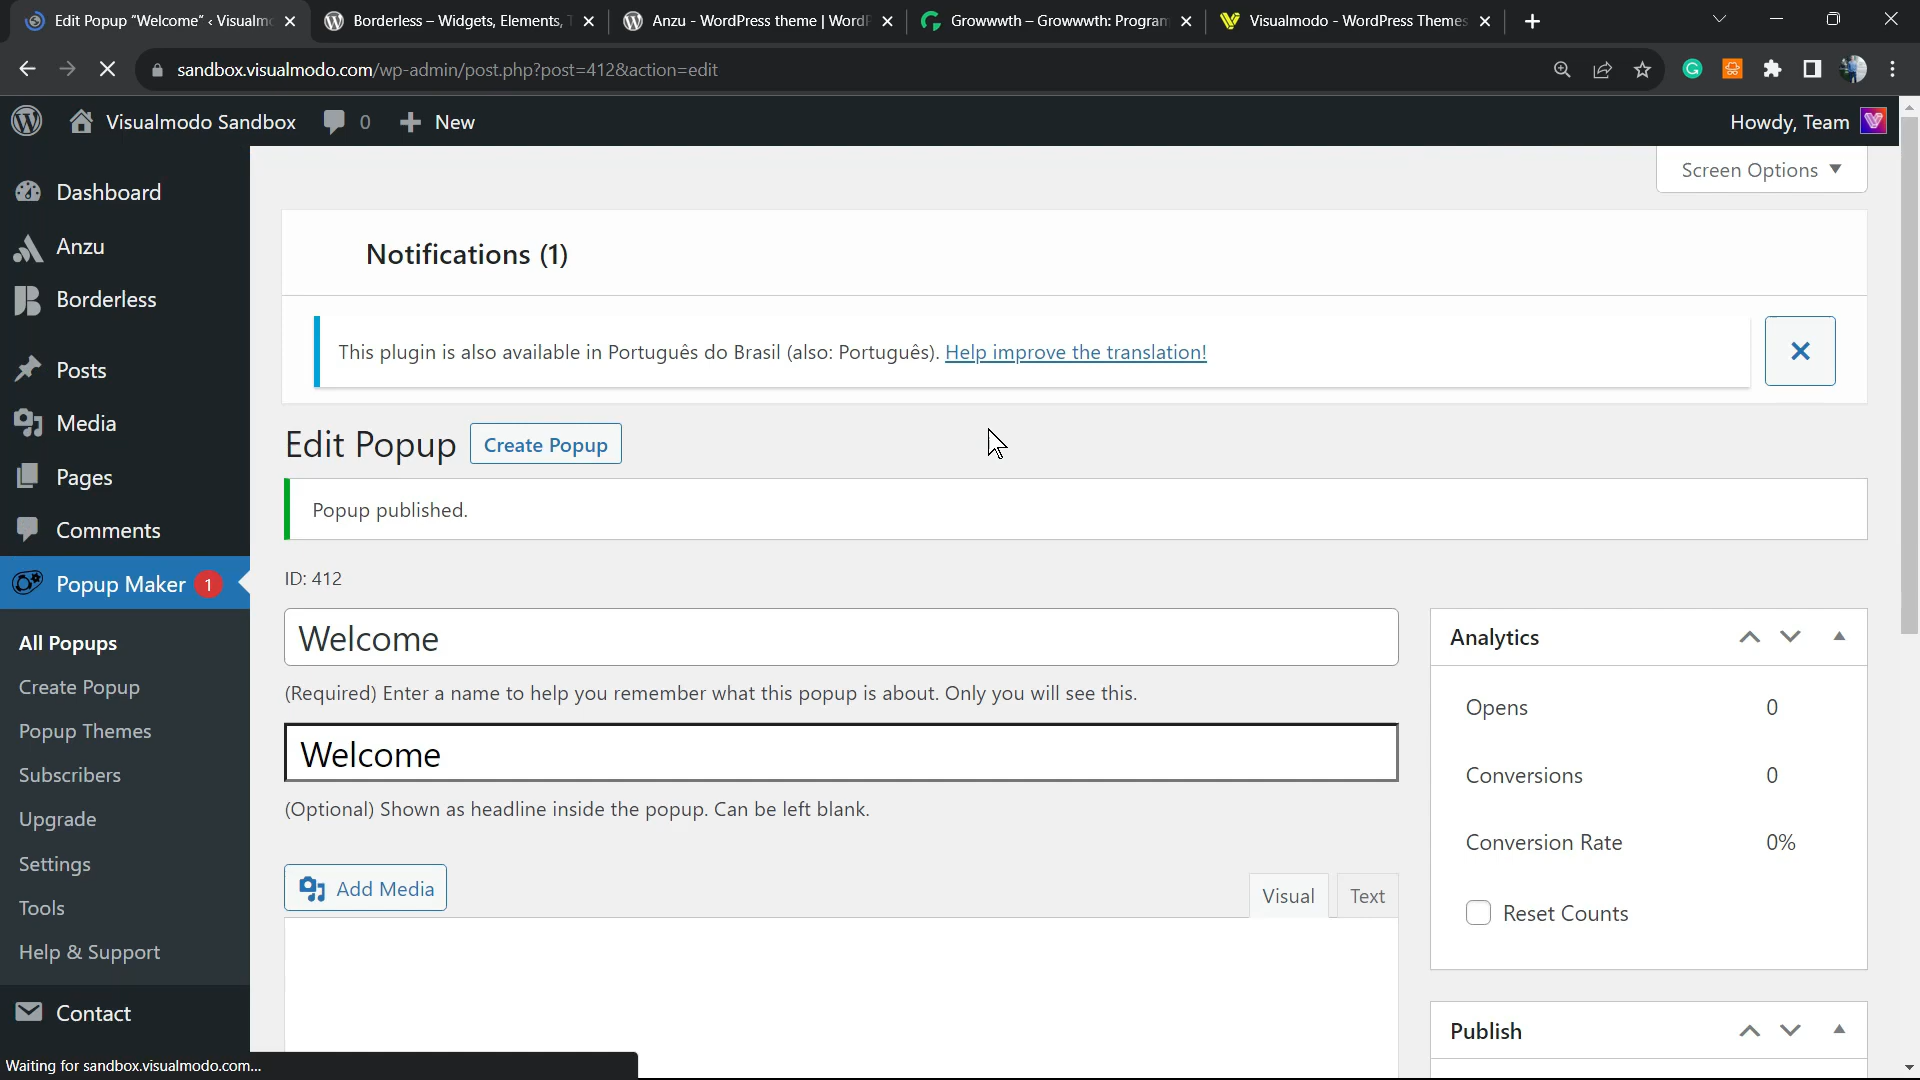 Edit Popup "Welcome" ‹ Visualmo
Borderless – Widgets, Elements, T
Anzu - WordPress theme | WordP
Growwwth – Growwwth: Program
Visualmodo - WordPress Themes
sandbox.visualmodo.com/wp-admin/post.php?post=412&action=edit
Visualmodo Sandbox
0
New
Howdy, Team
Screen Options
Dashboard
Anzu
Borderless
Posts
Media
Pages
Comments
Popup Maker 1
All Popups
Create Popup
Popup Themes
Subscribers
Upgrade
Settings
Tools
Help & Support
Contact
Notifications (1)
This plugin is also available in Português do Brasil (also: Português). Help improve the translation!
Edit Popup
Create Popup
Popup published.
ID: 412
Welcome
(Required) Enter a name to help you remember what this popup is about. Only you will see this.
Welcome
(Optional) Shown as headline inside the popup. Can be left blank.
Add Media
Visual
Text
Analytics
Opens 0
Conversions 0
Conversion Rate 0%
Reset Counts
Publish
Waiting for sandbox.visualmodo.com...